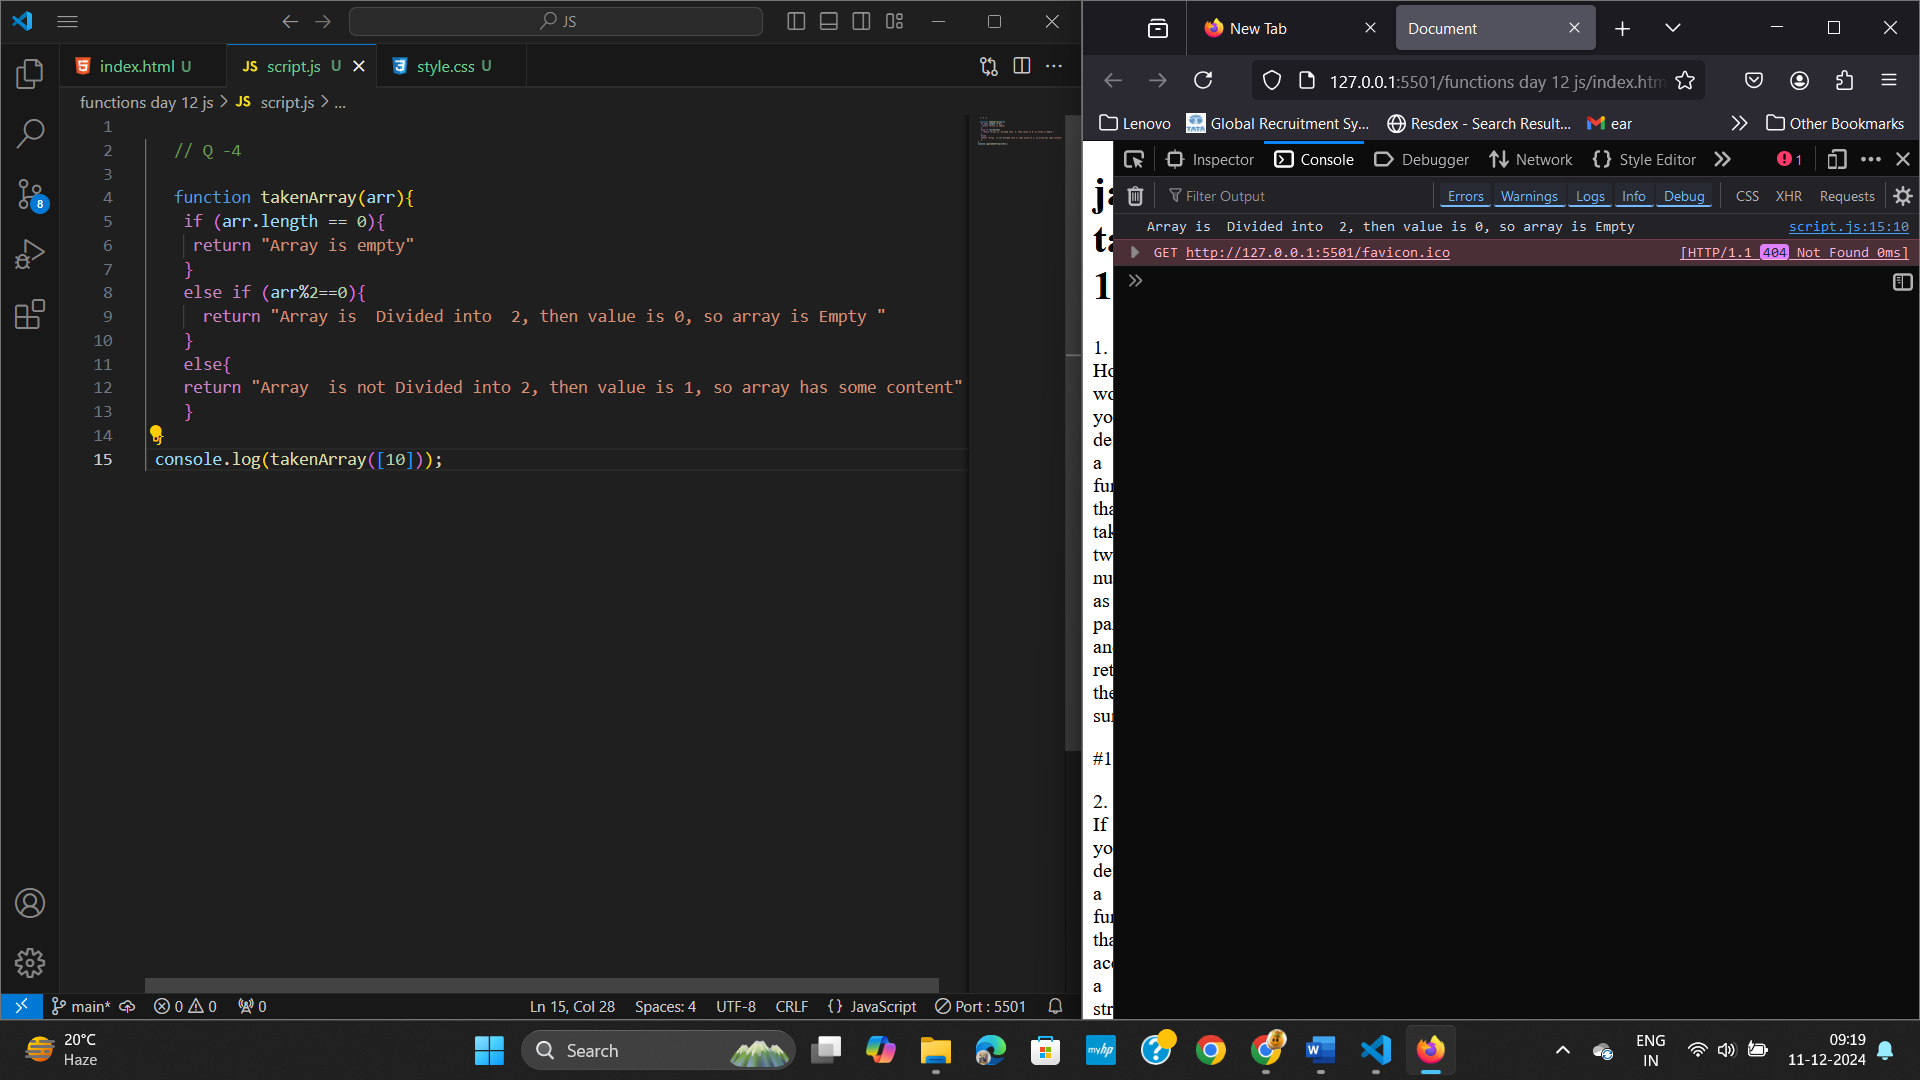 JS
index.html U
JS script.js U
style.css U
functions day 12 js > JS script.js > ...
1
2 // Q -4
3
4 function takenArray(arr){
5 if (arr.length == 0){
6 return "Array is empty"
7 }
8 else if (arr%2==0){
9 return "Array is  Divided into  2, then value is 0, so array is Empty "
10 }
11 else{
12 return "Array  is not Divided into 2, then value is 1, so array has some content"
13 }
14 }
15 console.log(takenArray([10]));
8
main* 0 0 0 Ln 15, Col 28 Spaces: 4 UTF-8 CRLF {} JavaScript Port : 5501
New Tab
Document
127.0.0.1:5501/functions day 12 js/index.htm
Lenovo Global Recruitment Sy... Resdex - Search Result... ear Other Bookmarks
Inspector Console Debugger Network Style Editor 1
Filter Output Errors Warnings Logs Info Debug CSS XHR Requests
Array is  Divided into  2, then value is 0, so array is Empty script.js:15:10
GET http://127.0.0.1:5501/favicon.ico [HTTP/1.1 404 Not Found 0ms]
ja
ta
1
1.
Ho
wo
yo
de
a
fu
tha
tak
tw
nu
as
pa
an
ret
the
su
#1
2.
If
yo
de
a
fu
tha
acc
a
str
20°C
Haze
Search
myhp
ENG
IN
09:19
11-12-2024